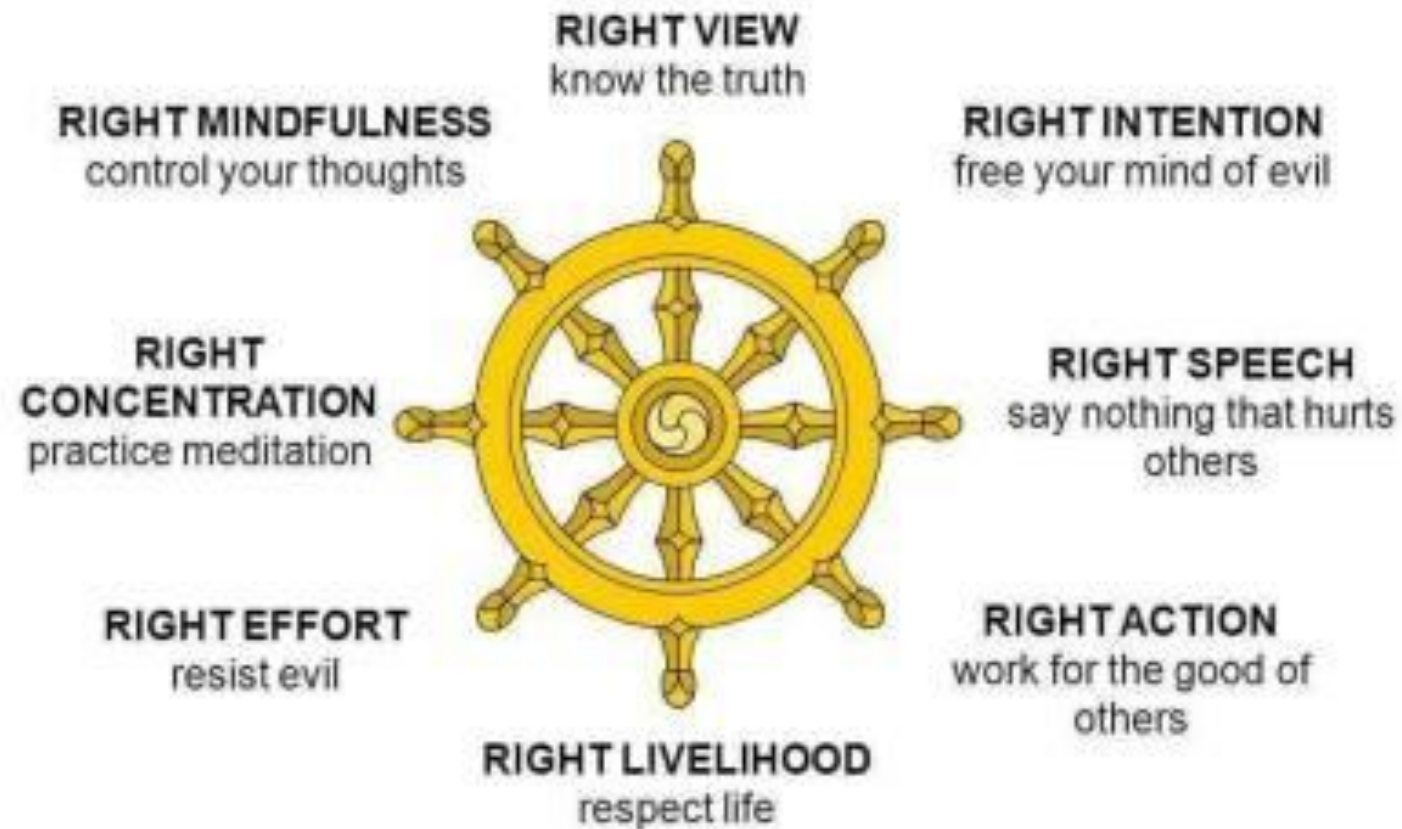 RIGHT VIEW
know the truth
RIGHT INTENTION
free your mind of evil
RIGHT SPEECH
say nothing that hurts
others
RIGHT ACTION
work for the good of
others
RIGHT LIVELIHOOD
respect life
RIGHT EFFORT
resist evil
RIGHT
CONCENTRATION
practice meditation
RIGHT MINDFULNESS
control your thoughts